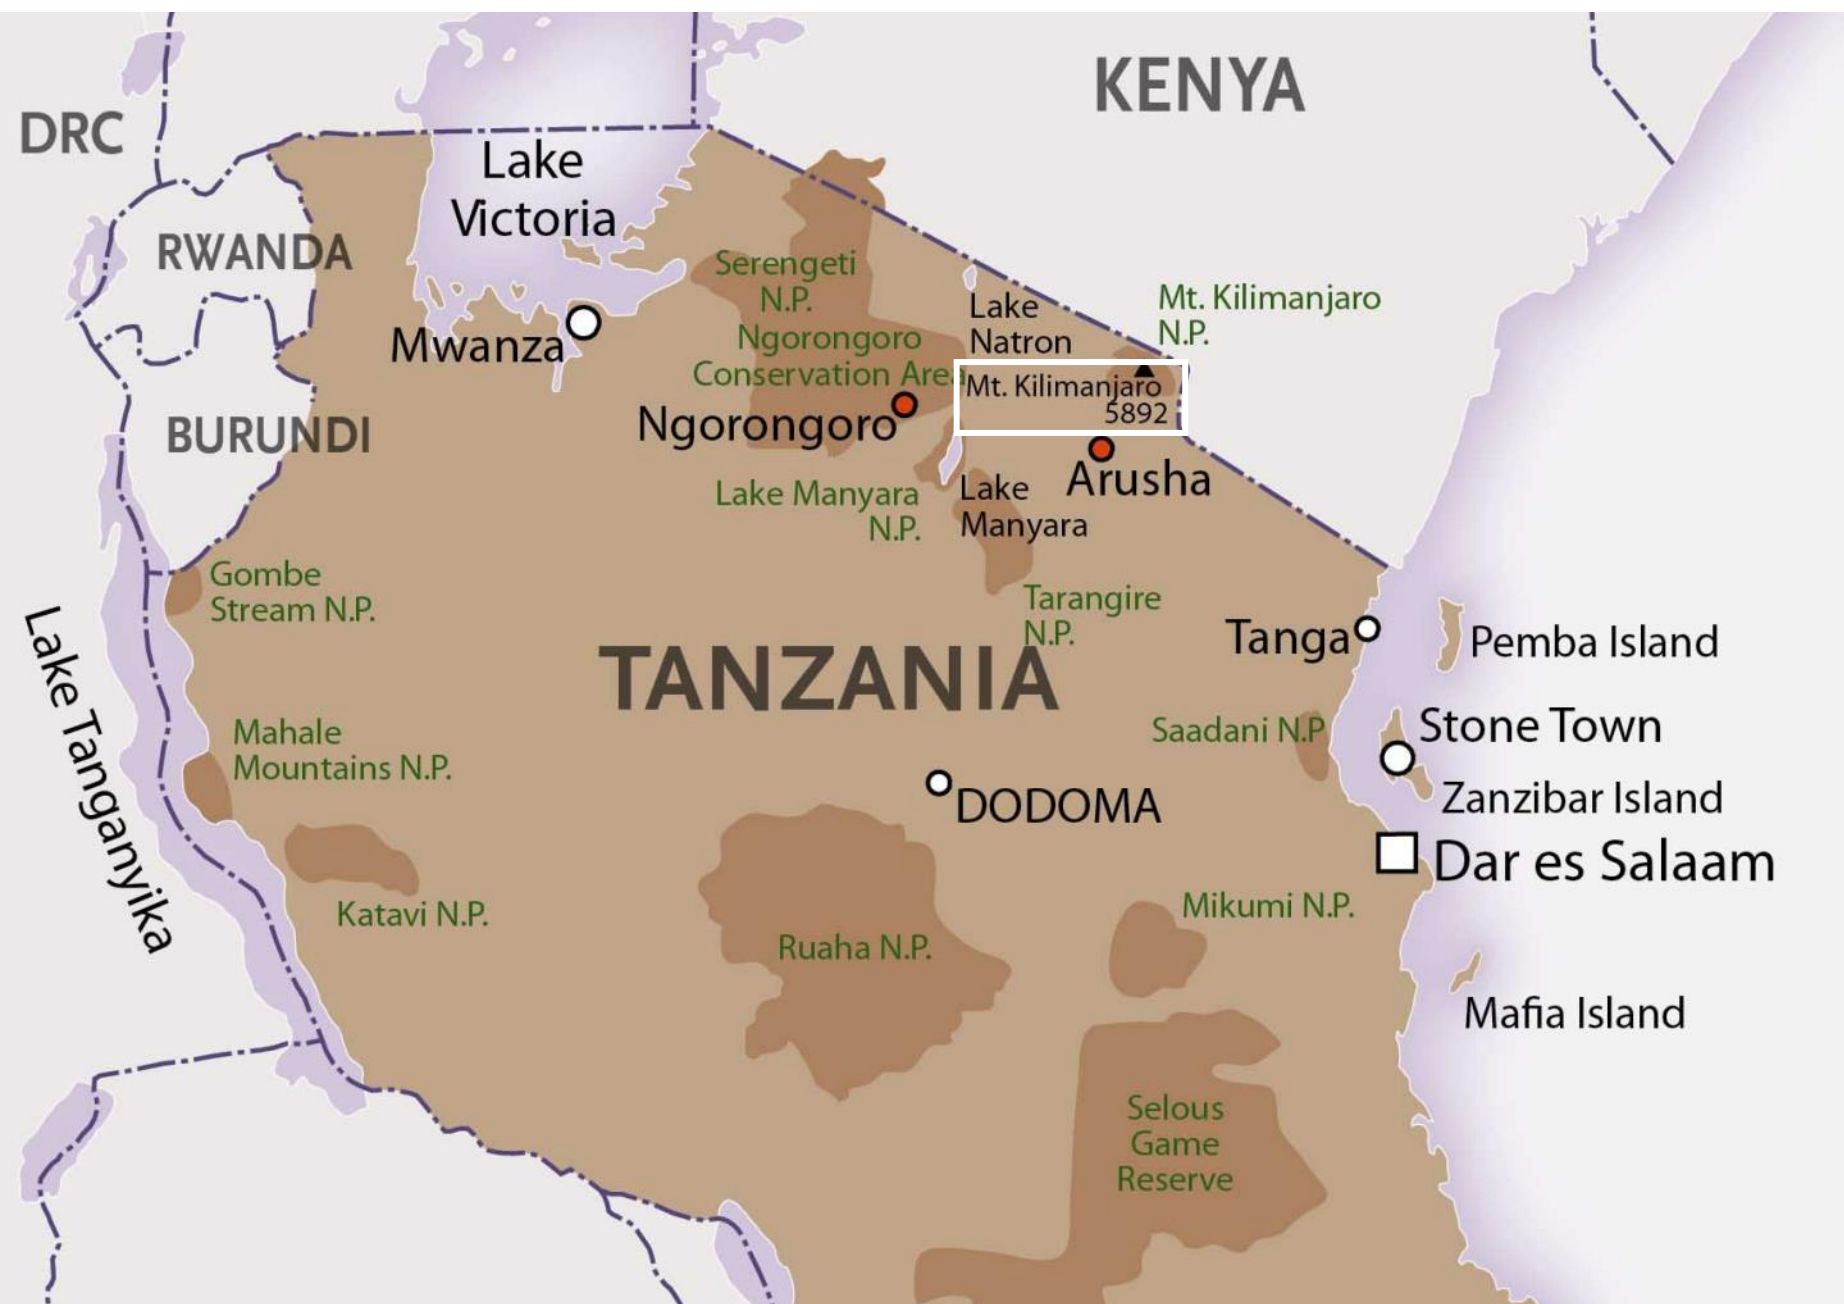 KENYA
DRC
Lake
Victoria
RWANDA
Serengeti
N.P.
Mt. Kilimanjaro
N.P.
Lake
Natron
Ngorongoro
Conservation Area
Mwanza
Mt. Kilimanjaro
5892
Ngorongoro
BURUNDI
Arusha
Lake Manyara
N.P.
Lake
Manyara
Gombe
Stream N.P.
Tarangire
N.P.
Lake Tanganyika
Tanga
Pemba Island
TANZANIA
Mahale
Mountains N.P.
Saadani N.P
Stone Town
Zanzibar Island
DODOMA
Dar es Salaam
Katavi N.P.
Mikumi N.P.
Ruaha N.P.
Mafia Island
Selous
Game
Reserve